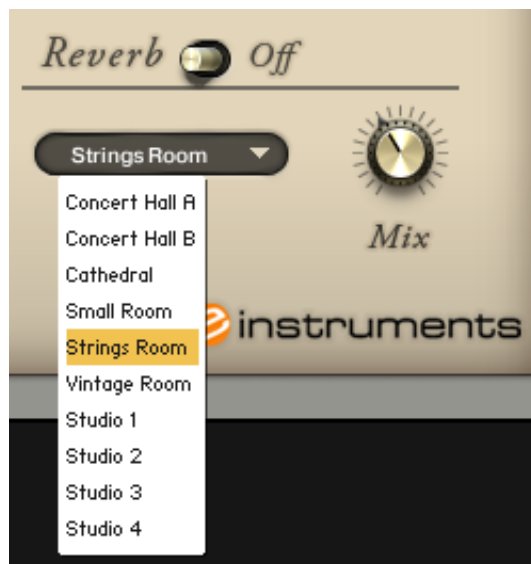 Reverb Off
Strings Room
Concert Hall A
Concert Hall B
Cathedral
Small Room
Strings Room
Vintage Room
Studio 1
Studio 2
Studio 3
Studio 4
Mix
e instruments